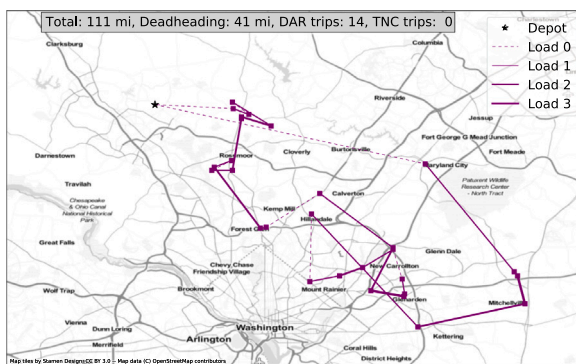 Total: 111 mi, Deadheading: 41 mi, DAR trips: 14, TNC trips: 0
Depot
Load 0
Load 1
Load 2
Load 3
Clarksburg
Columbia
Riverside
Jessup
Fort George G Mead Junction
Fort Meade
Darnestown
Rossmoor
Cloverly
Burtonsville
Maryland City
Travilah
Patuxent Wildlife
Research Center
- North Tract
Chesapeake
& Ohio Canal
National Historical
Park
Calverton
Kemp Mill
Hillandale
Forest Glen
Great Falls
Glenn Dale
Chevy Chase
Friendship Village
New Carrollton
Wolf Trap
Brookmont
Mount Rainier
Glenarden
Mitchellville
Vienna
Dunn Loring
Merrifield
Washington
Arlington
Kettering
Coral Hills
District Heights
Map tiles by Stamen Design, CC BY 3.0 -- Map data (C) OpenStreetMap contributors